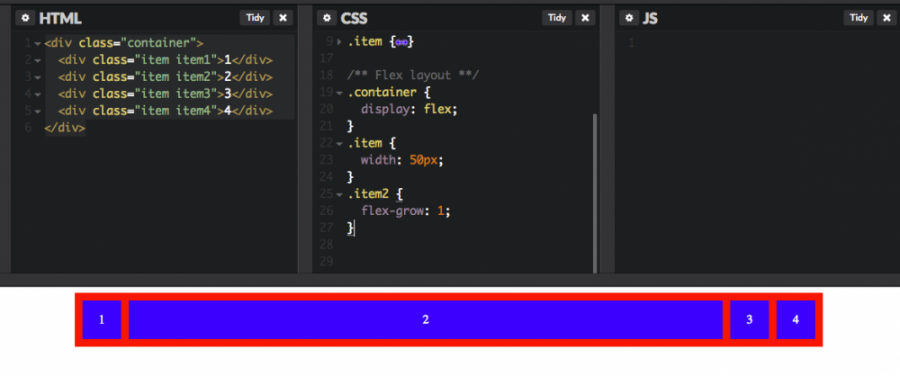 HTML
Tidy
1 <div class="container">
2 <div class="item item1">1</div>
3 <div class="item item2">2</div>
4 <div class="item item3">3</div>
5 <div class="item item4">4</div>
6 </div>
CSS
Tidy
9 .item {↔}
17
18 /** Flex layout **/
19 .container {
20 display: flex;
21 }
22 .item {
23 width: 50px;
24 }
25 .item2 {
26 flex-grow: 1;
27 }
28
29
JS
Tidy
1
1 2 3 4